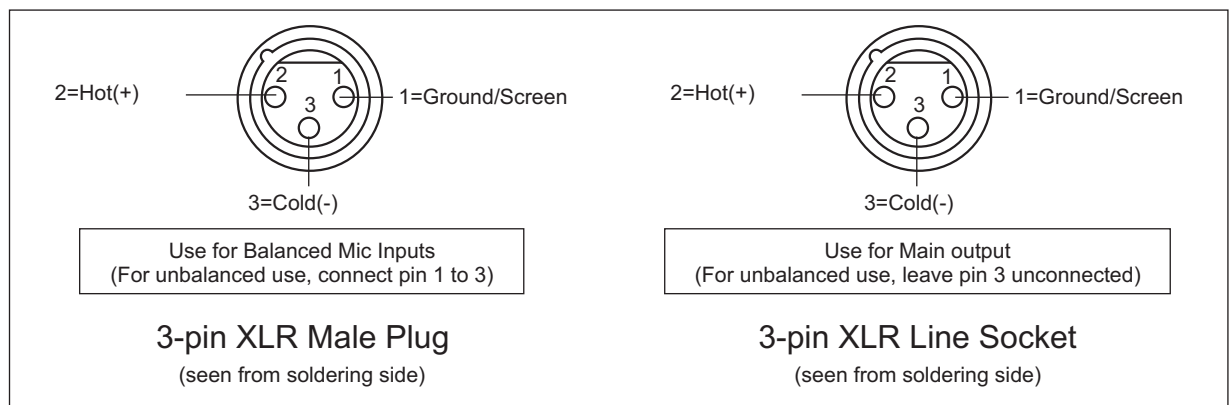 2
1
3
2=Hot(+)
1=Ground/Screen
3=Cold(-)
Use for Balanced Mic Inputs
(For unbalanced use, connect pin 1 to 3)
3-pin XLR Male Plug
(seen from soldering side)
2
1
3
2=Hot(+)
1=Ground/Screen
3=Cold(-)
Use for Main output
(For unbalanced use, leave pin 3 unconnected)
3-pin XLR Line Socket
(seen from soldering side)